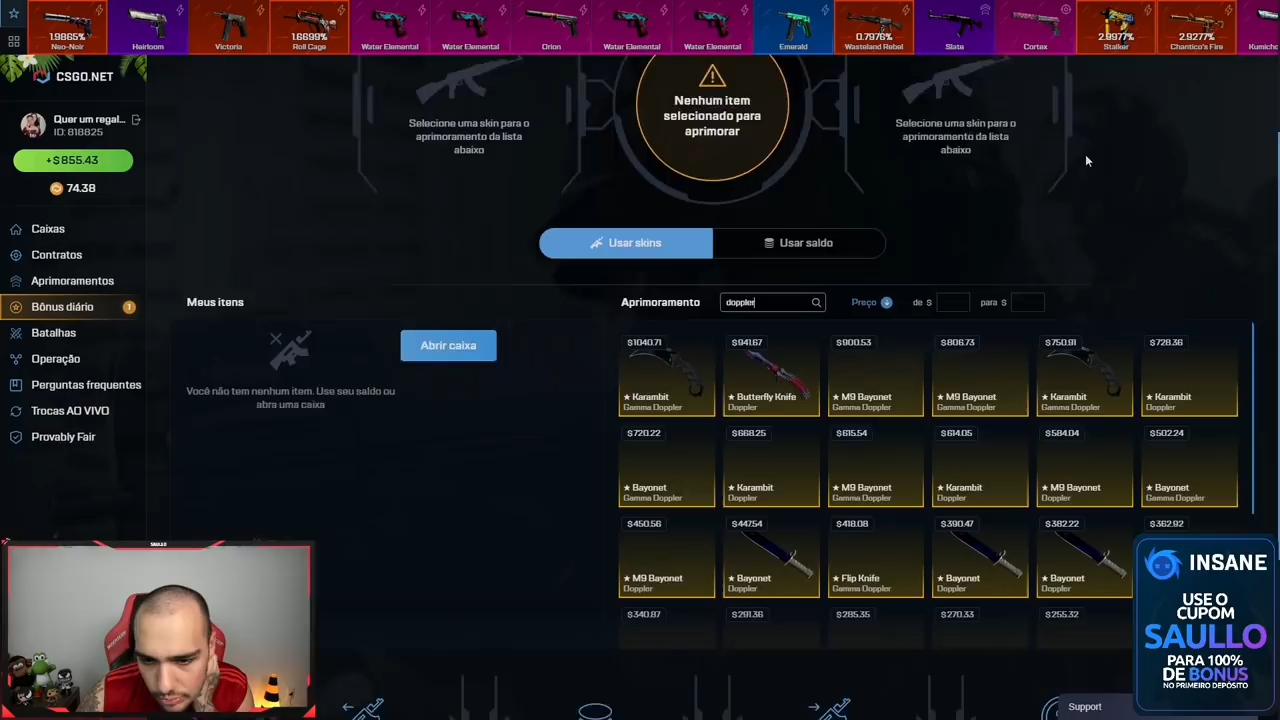 1.9865%
Neo-Noir
Heirloom
Victoria
1.6699%
Roll Cage
Water Elemental
Water Elemental
Orion
Water Elemental
Water Elemental
Emerald
0.7976%
Wasteland Rebel
Slate
Cortex
2.9977%
Stalker
2.9277%
Chantico's Fire
CSGO.NET
Quer um regal...
ID: 818825
+$855.43
74.38
Caixas
Contratos
Aprimoramentos
Bônus diário
1
Batalhas
Operação
Perguntas frequentes
Trocas AO VIVO
Provably Fair
Selecione uma skin para o
aprimoramento da lista
abaixo
Nenhum item
selecionado para
aprimorar
Selecione uma skin para o
aprimoramento da lista
abaixo
Usar skins
Usar saldo
Meus itens
Abrir caixa
Você não tem nenhum item. Use seu saldo ou
abra uma caixa
Aprimoramento
doppler
Preço
de $
para $
$1040.71
★ Karambit
Gamma Doppler
$941.67
★ Butterfly Knife
Doppler
$900.53
★ M9 Bayonet
Gamma Doppler
$806.73
★ M9 Bayonet
Gamma Doppler
$750.91
★ Karambit
Gamma Doppler
$728.36
★ Karambit
Doppler
$720.22
★ Bayonet
Gamma Doppler
$668.25
★ Karambit
Doppler
$615.54
★ M9 Bayonet
Gamma Doppler
$614.05
★ Karambit
Doppler
$584.04
★ M9 Bayonet
Doppler
$502.24
★ Bayonet
Gamma Doppler
$450.56
★ M9 Bayonet
Doppler
$447.54
★ Bayonet
Doppler
$418.08
★ Flip Knife
Gamma Doppler
$390.47
★ Bayonet
Doppler
$382.22
★ Bayonet
Doppler
$362.92
$340.87
$291.36
$285.35
$270.33
$255.32
SAULLO
INSANE
USE O
CUPOM
SAULLO
PARA 100%
DE BONUS
NO PRIMEIRO DEPÓSITO
Support